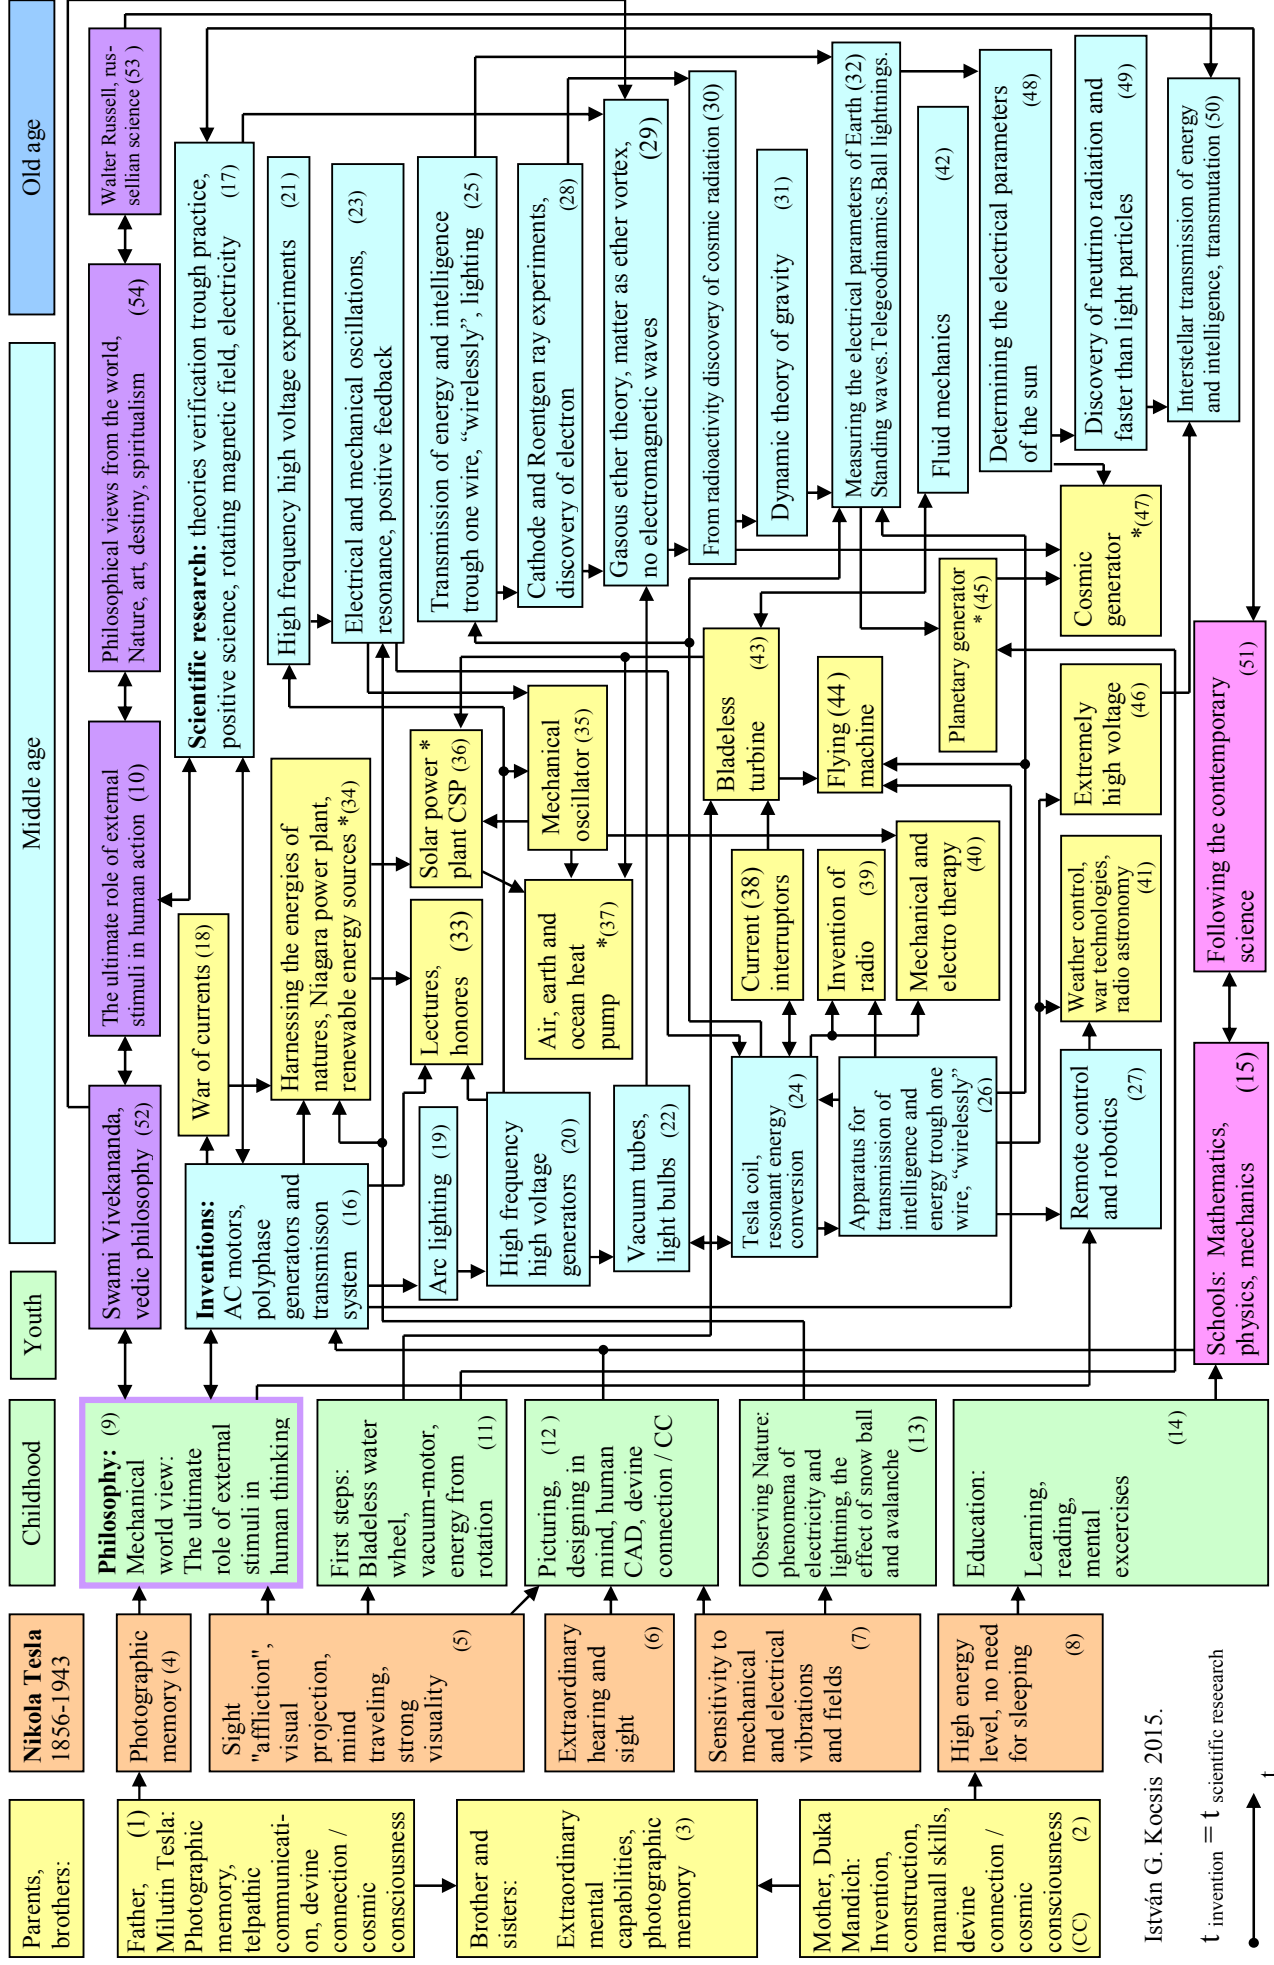 Parents,
brothers:
Nikola Tesla
1856-1943
Childhood
Youth
Middle age
Old age
Father, (1)
Milutin Tesla:
Photographic
memory,
telpathic
communicati-
on, devine
connection /
cosmic
consciousness
Brother and
sisters:
Extraordinary
mental
capabilities,
photographic
memory (3)
Mother, Duka
Mandich:
Invention,
construction,
manuall skills,
devine
connection /
cosmic
consciousness
(CC) (2)
Photographic
memory (4)
Sight
"affliction",
visual
projection,
mind
traveling,
strong
visuality (5)
Extraordinary
hearing and
sight (6)
Sensitivity to
mechanical
and electrical
vibrations
and fields (7)
High energy
level, no need
for sleeping
(8)
Philosophy: (9)
Mechanical
world view:
The ultimate
role of external
stimuli in
human thinking
First steps:
Bladeless water
wheel,
vacuum-motor,
energy from
rotation (11)
Picturing, (12)
designing in
mind, human
CAD, devine
connection / CC
Observing Nature:
phenomena of
electricity and
lightning, the
effect of snow ball
and avalanche (13)
Education:
Learning,
reading,
mental
excercises
(14)
Swami Vivekananda,
vedic philosophy (52)
The ultimate role of external
stimuli in human action (10)
Philosophical views from the world,
Nature, art, destiny, spiritualism (54)
Walter Russell, rus-
sellian science (53 )
War of currents (18)
Scientific research: theories verification trough practice,
positive science, rotating magnetic field, electricity (17)
Inventions:
AC motors,
polyphase
generators and
transmisson
system (16)
Harnessing the energies of
natures, Niagara power plant,
renewable energy sources *(34)
High frequency high voltage experiments (21)
Electrical and mechanical oscillations, (23)
resonance, positive feedback
Arc lighting (19)
Lectures,
honores (33)
Solar power *
plant CSP (36)
Transmission of energy and intelligence
trough one wire, “wirelessly”, lighting (25)
High frequency
high voltage
generators (20)
Air, earth and
ocean heat
pump *(37)
Mechanical
oscillator (35)
Cathode and Roentgen ray experiments,
discovery of electron (28)
Vacuum tubes,
light bulbs (22)
Gasous ether theory, matter as ether vortex,
no electromagnetic waves (29)
From radioactivity discovery of cosmic radiation (30)
Tesla coil,
resonant energy
conversion (24)
Current (38)
interruptors
Bladeless
turbine (43)
Dynamic theory of gravity (31)
Apparatus for
transmission of
intelligence and
energy trough one
wire, “wirelessly”
(26)
Invention of
radio (39)
Flying (44)
machine
Measuring the electrical parameters of Earth (32)
Standing waves.Telegeodinamics.Ball lightnings.
Mechanical and
electro therapy
(40)
Planetary generator
*(45)
Fluid mechanics (42)
Determining the electrical parameters
of the sun (48)
Remote control
and robotics
(27)
Weather control,
war technologies,
radio astronomy
(41)
Extremely
high voltage
(46)
Cosmic
generator
*(47)
Discovery of neutrino radiation and
faster than light particles (49)
Interstellar transmission of energy
and intelligence, transmutation (50)
Schools: Mathematics,
physics, mechanics (15)
Following the contemporary
science (51)
István G. Kocsis 2015.
t invention = t scientific reseearch
t